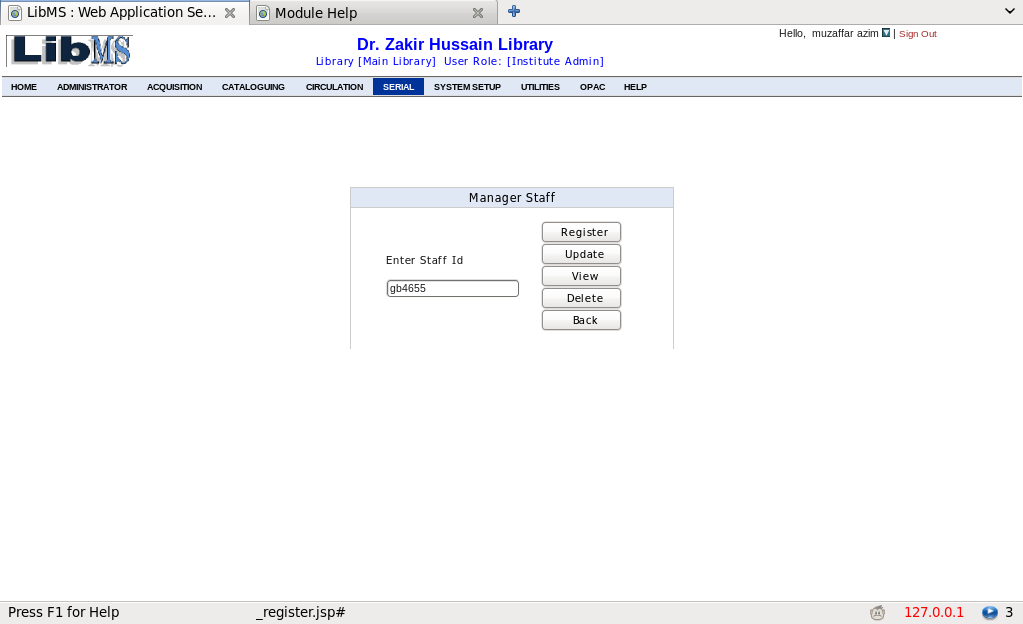 LibMS : Web Application Se...
Module Help
Hello, muzaffar azim | Sign Out
LibMS
Dr. Zakir Hussain Library
Library [Main Library] User Role: [Institute Admin]
HOME ADMINISTRATOR ACQUISITION CATALOGUING CIRCULATION SERIAL SYSTEM SETUP UTILITIES OPAC HELP
Manager Staff
Register
Update
Enter Staff Id
View
gb4655
Delete
Back
Press F1 for Help _register.jsp# 127.0.0.1 3